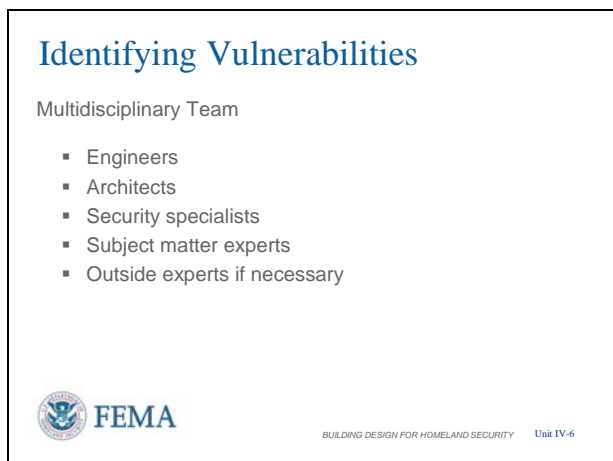 Identifying Vulnerabilities
Multidisciplinary Team
▪ Engineers
▪ Architects
▪ Security specialists
▪ Subject matter experts
▪ Outside experts if necessary
FEMA
BUILDING DESIGN FOR HOMELAND SECURITY Unit IV-6